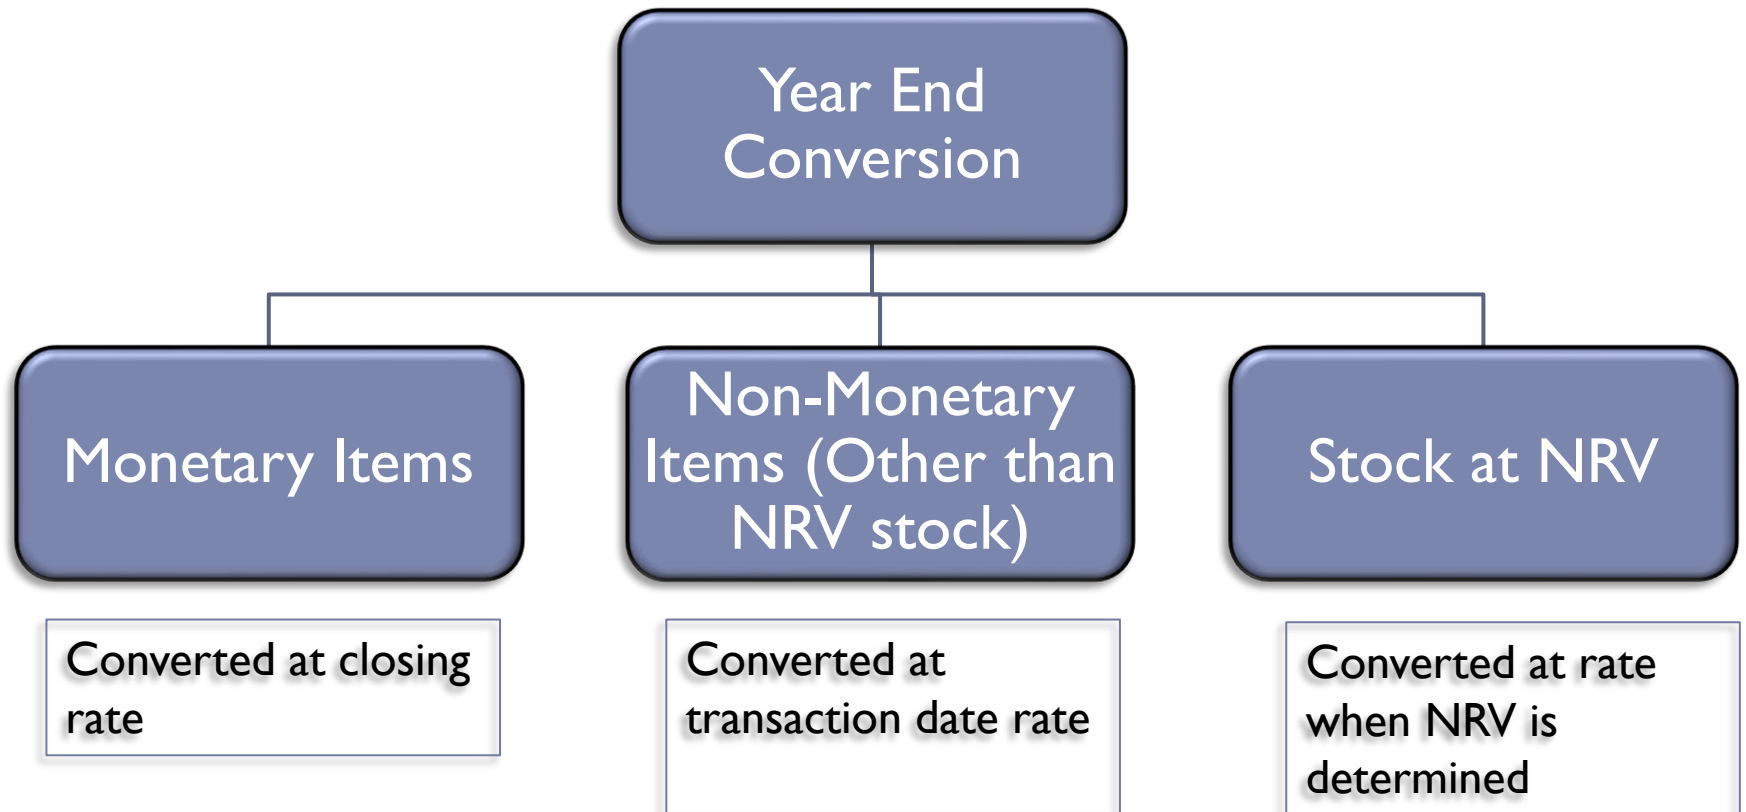 Year End
Conversion
Monetary Items
Non-Monetary
Items (Other than
NRV stock)
Stock at NRV
Converted at closing
rate
Converted at
transaction date rate
Converted at rate
when NRV is
determined